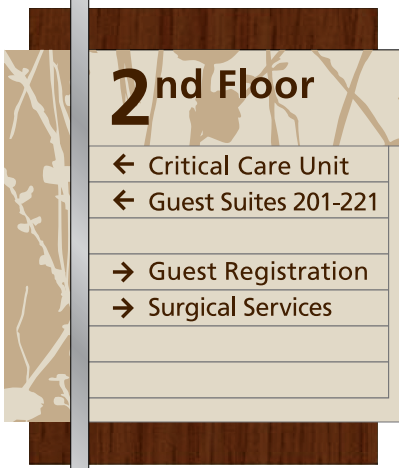 2nd Floor
← Critical Care Unit
← Guest Suites 201-221
→ Guest Registration
→ Surgical Services